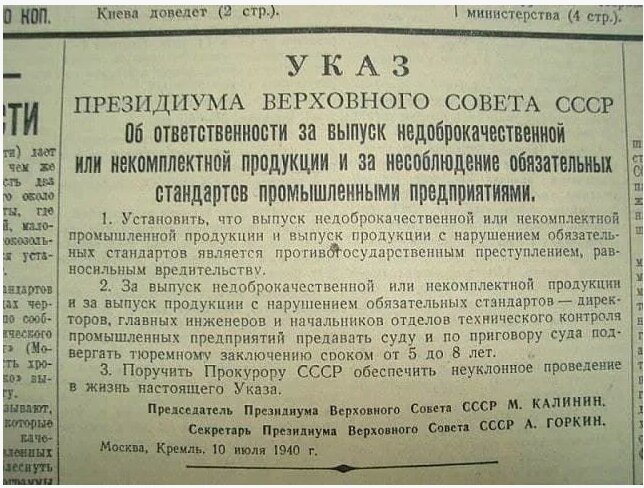 О КОП.
Киева доведет (2 стр.).
министерства (4 стр.).
УКАЗ
ПРЕЗИДИУМА ВЕРХОВНОГО СОВЕТА СССР
Об ответственности за выпуск недоброкачественной
или некомплектной продукции и за несоблюдение обязательных
стандартов промышленными предприятиями.
1. Установить, что выпуск недоброкачественной или некомплектной
промышленной продукции и выпуск продукции с нарушением обязатель-
ных стандартов является противогосударственным преступлением, рав-
носильным вредительству.
2. За выпуск недоброкачественной или некомплектной продукции
и за выпуск продукции с нарушением обязательных стандартов — дирек-
торов, главных инженеров и начальников отделов технического контроля
промышленных предприятий предавать суду и по приговору суда под-
вергать тюремному заключению сроком от 5 до 8 лет.
3. Поручить Прокурору СССР обеспечить неуклонное проведение
в жизнь настоящего Указа.
Председатель Президиума Верховного Совета СССР М. КАЛИНИН.
Секретарь Президиума Верховного Совета СССР А. ГОРКИН.
Москва, Кремль. 10 июля 1940 г.